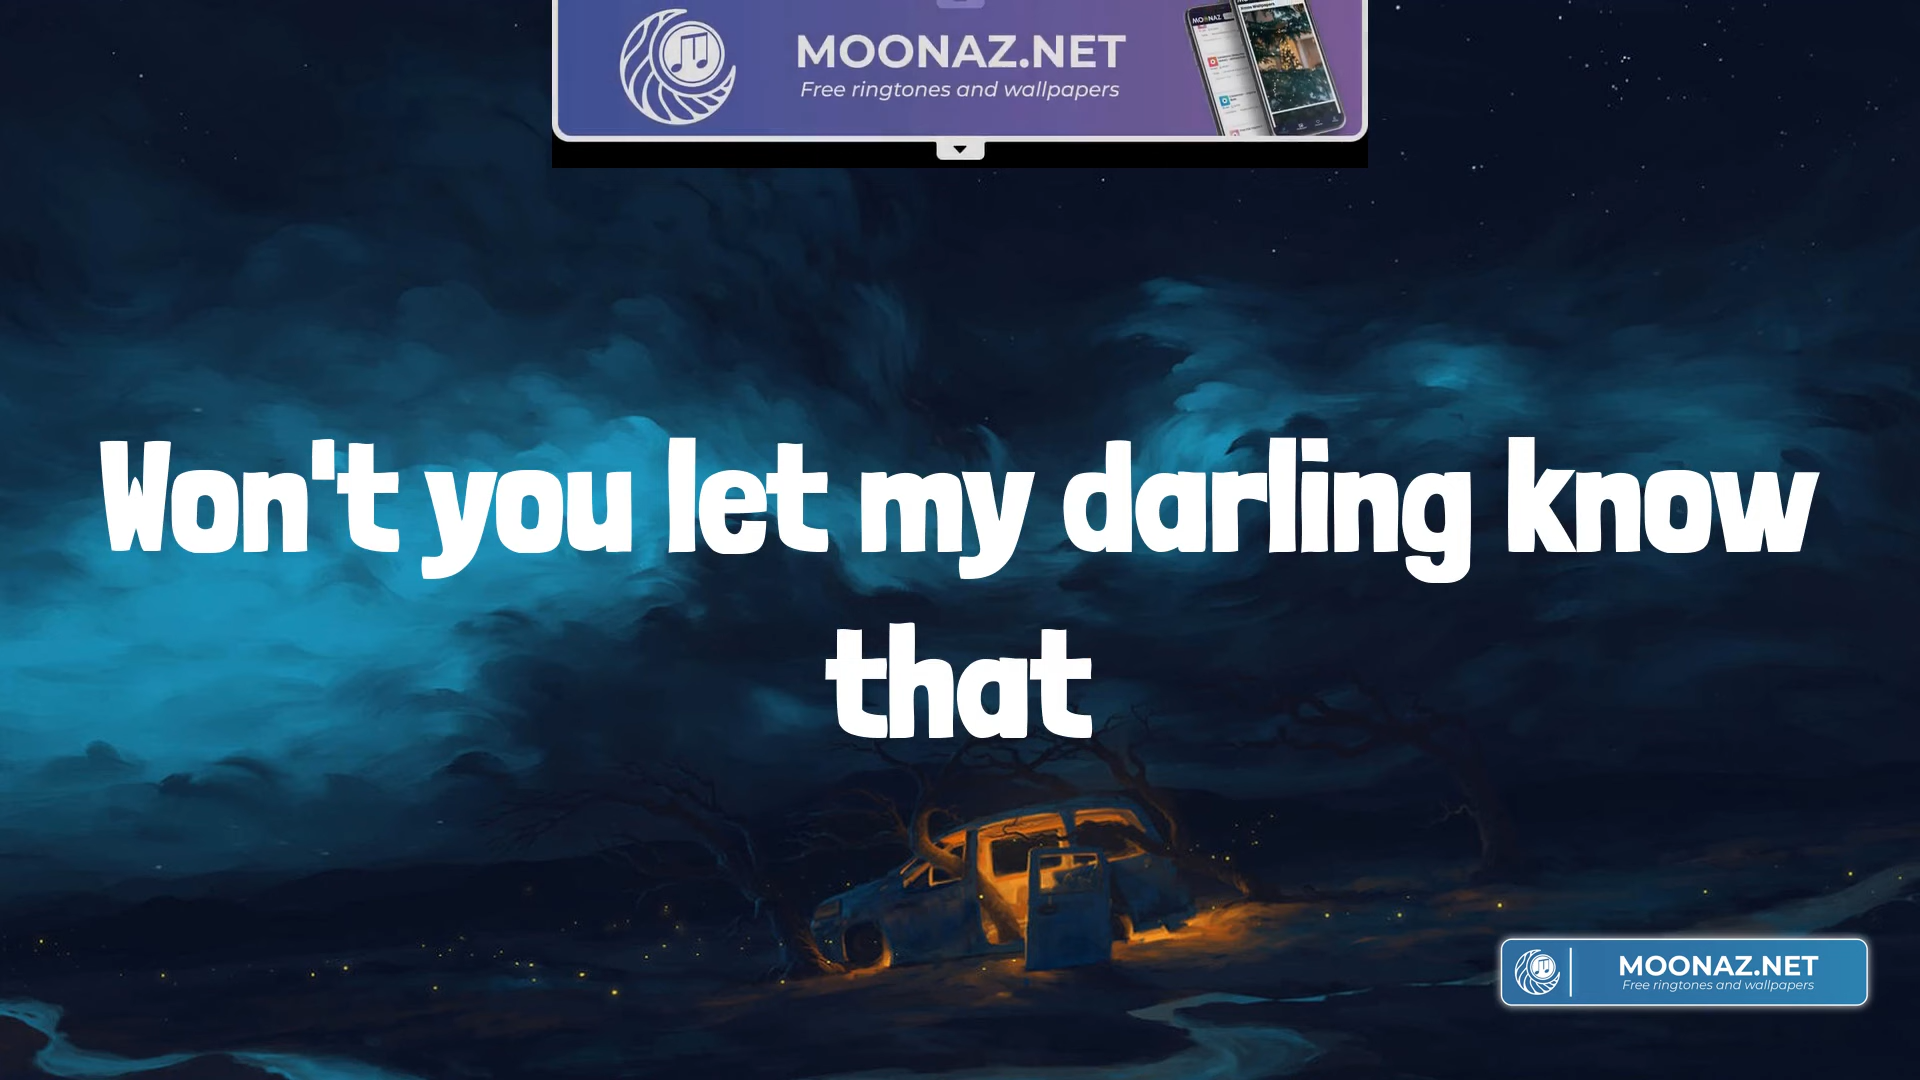 MOONAZ.NET
Free ringtones and wallpapers
Won't you let my darling know
that
MOONAZ.NET
Free ringtones and wallpapers